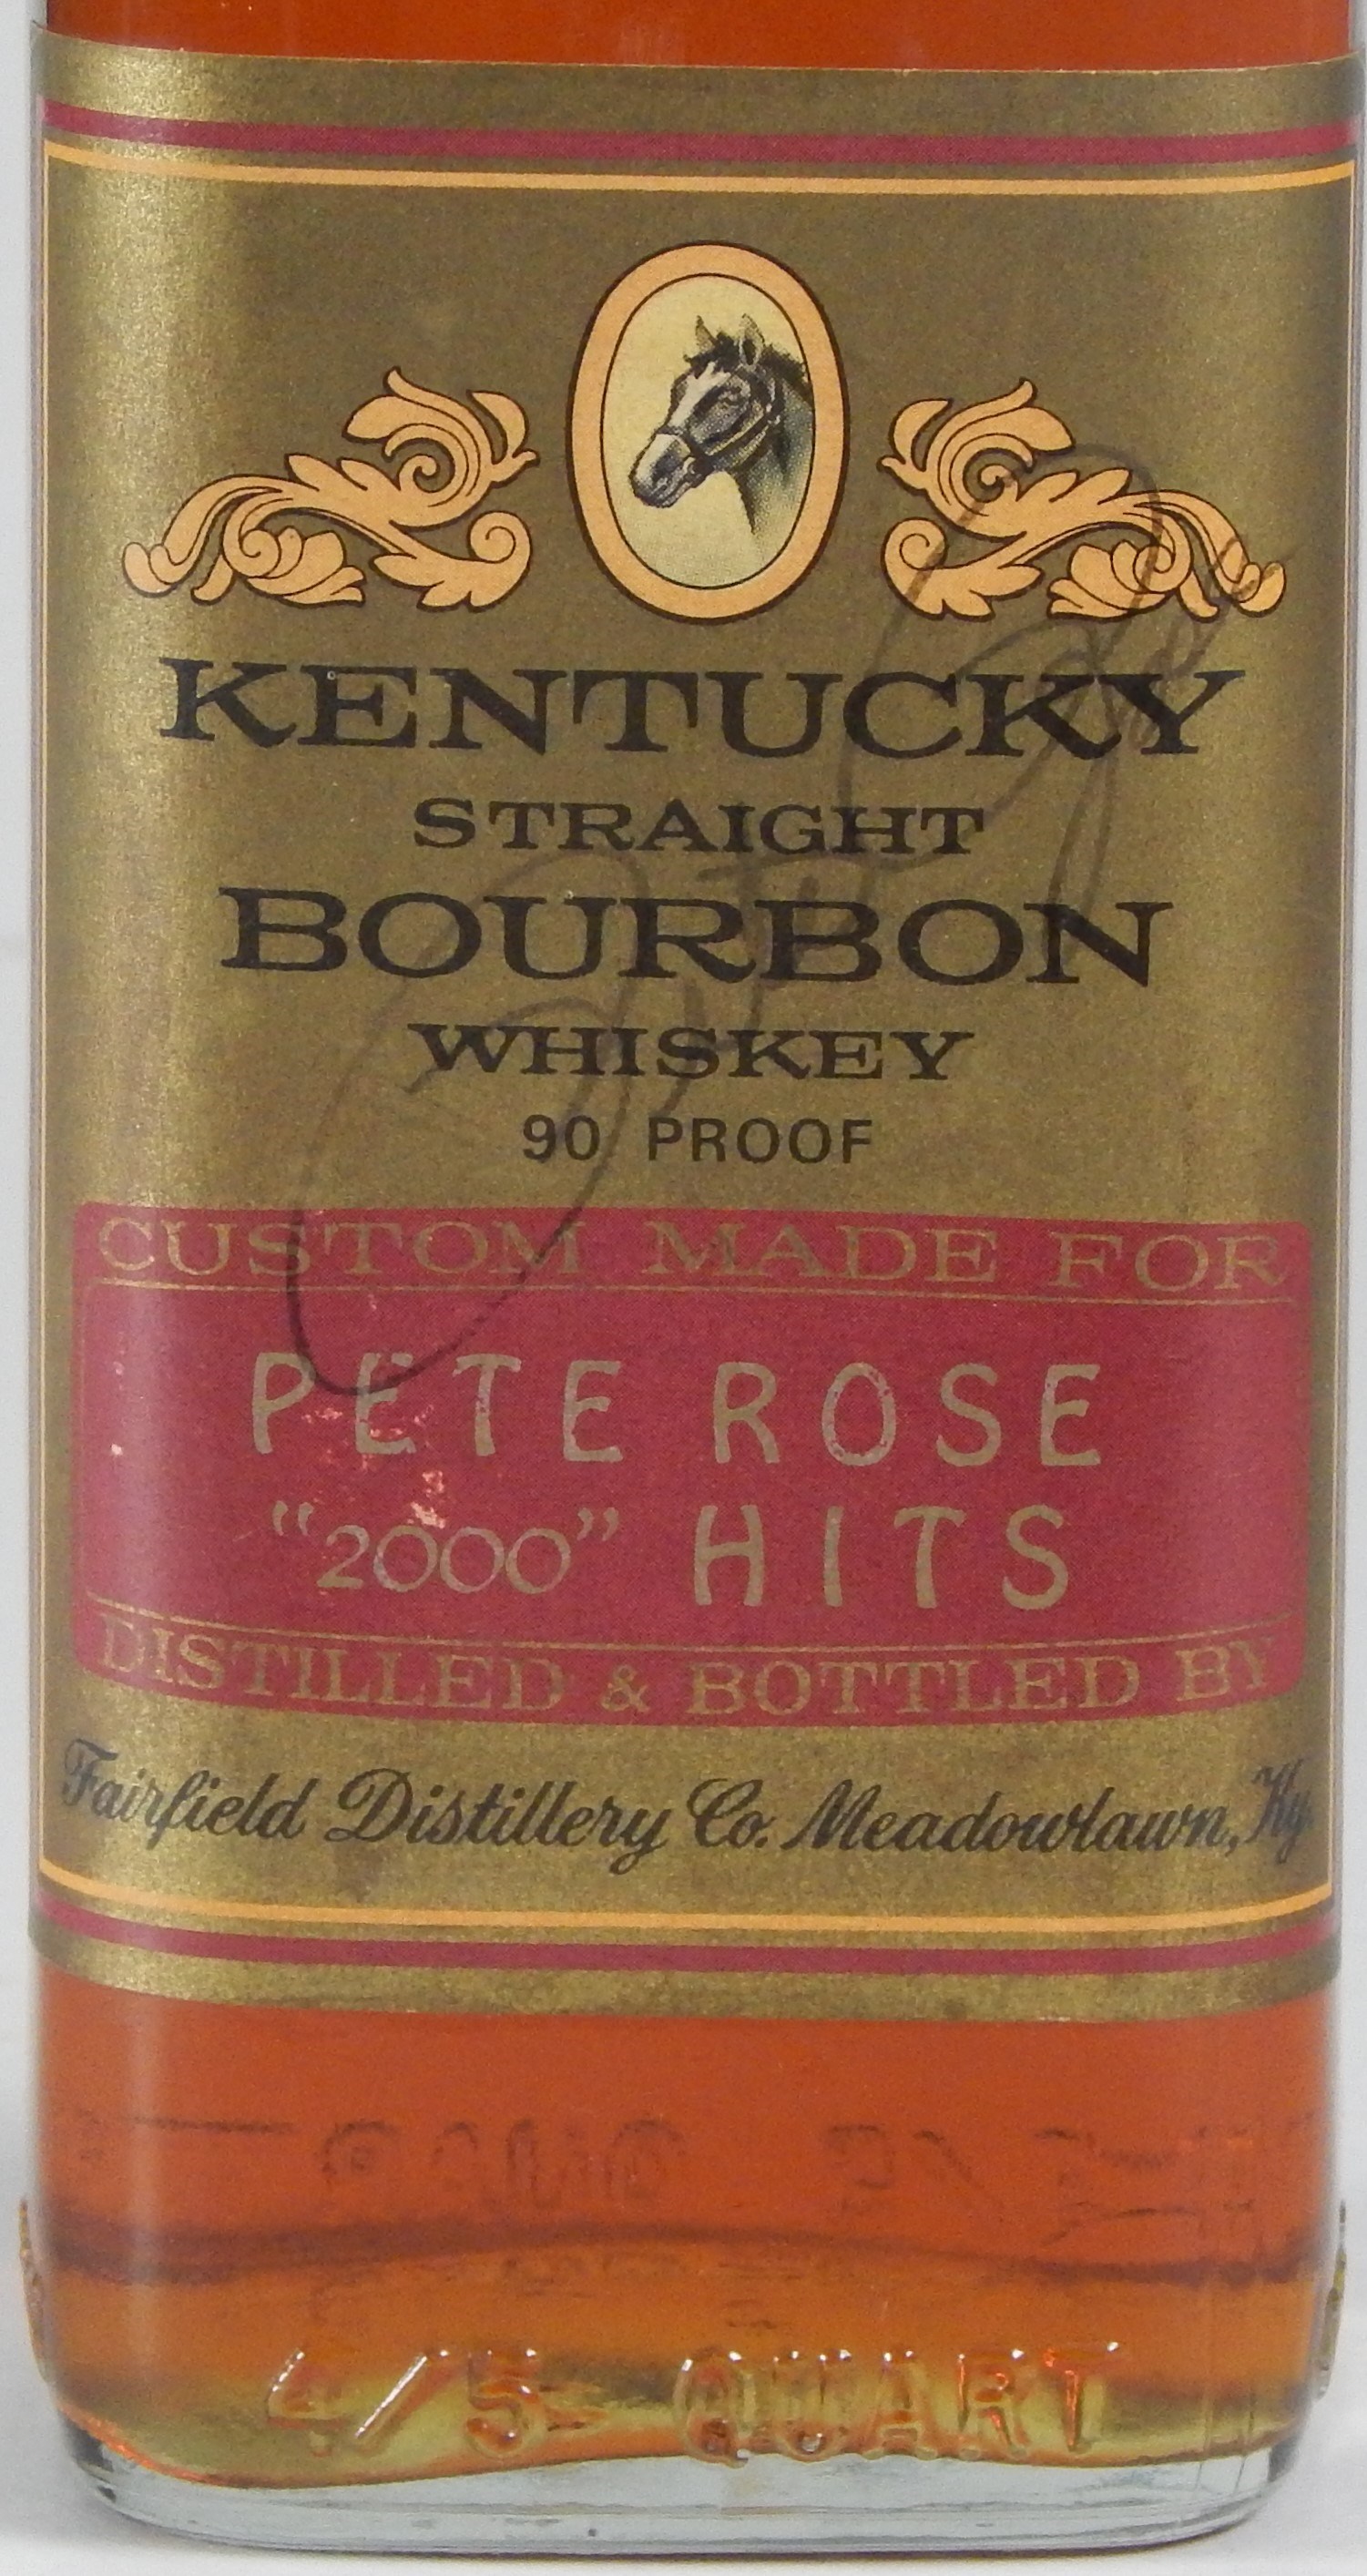 KENTUCKY
STRAIGHT
BOURBON
WHISKEY
90 PROOF
CUSTOM MADE FOR
PETE ROSE
"2000" HITS
DISTILLED & BOTTLED BY
Fairfield Distillery Co. Meadowlawn, Ky.
4/5 QUART